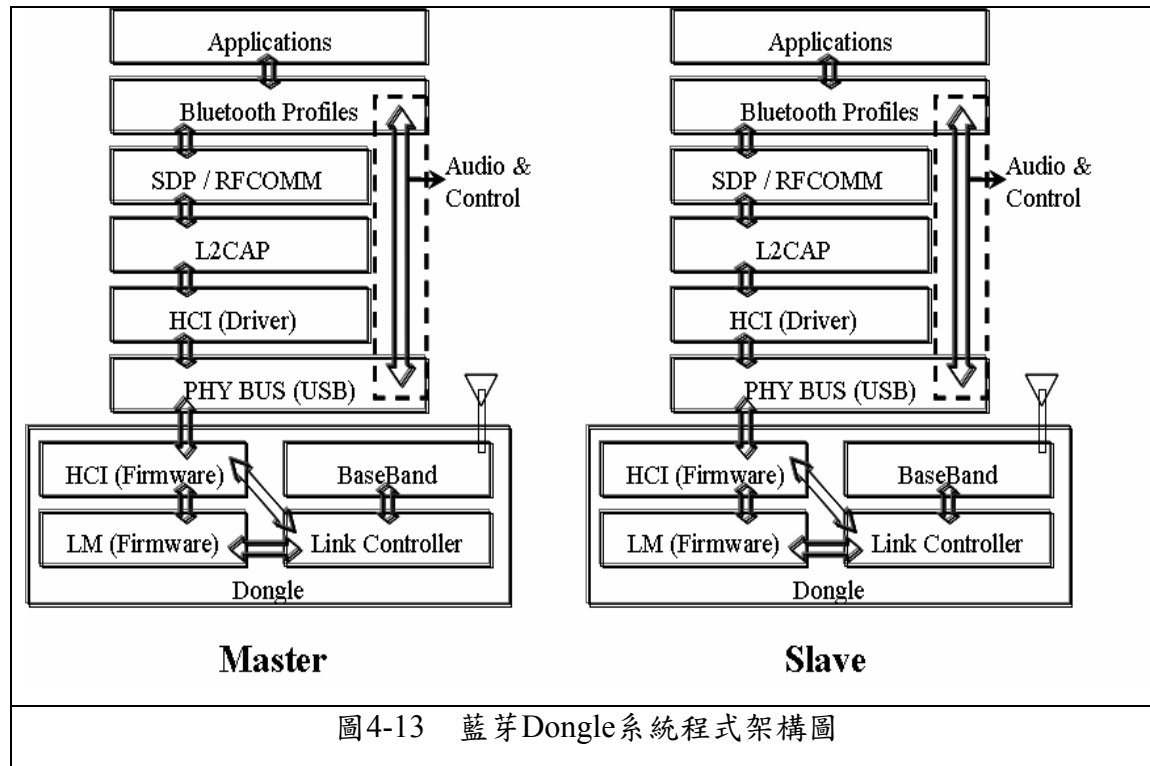 Applications
Bluetooth Profiles
SDP / RFCOMM
Audio &
Control
L2CAP
HCI (Driver)
PHY BUS (USB)
HCI (Firmware)
BaseBand
LM (Firmware)
Link Controller
Dongle
Master
Applications
Bluetooth Profiles
SDP / RFCOMM
Audio &
Control
L2CAP
HCI (Driver)
PHY BUS (USB)
HCI (Firmware)
BaseBand
LM (Firmware)
Link Controller
Dongle
Slave
圖4-13 藍芽Dongle系統程式架構圖